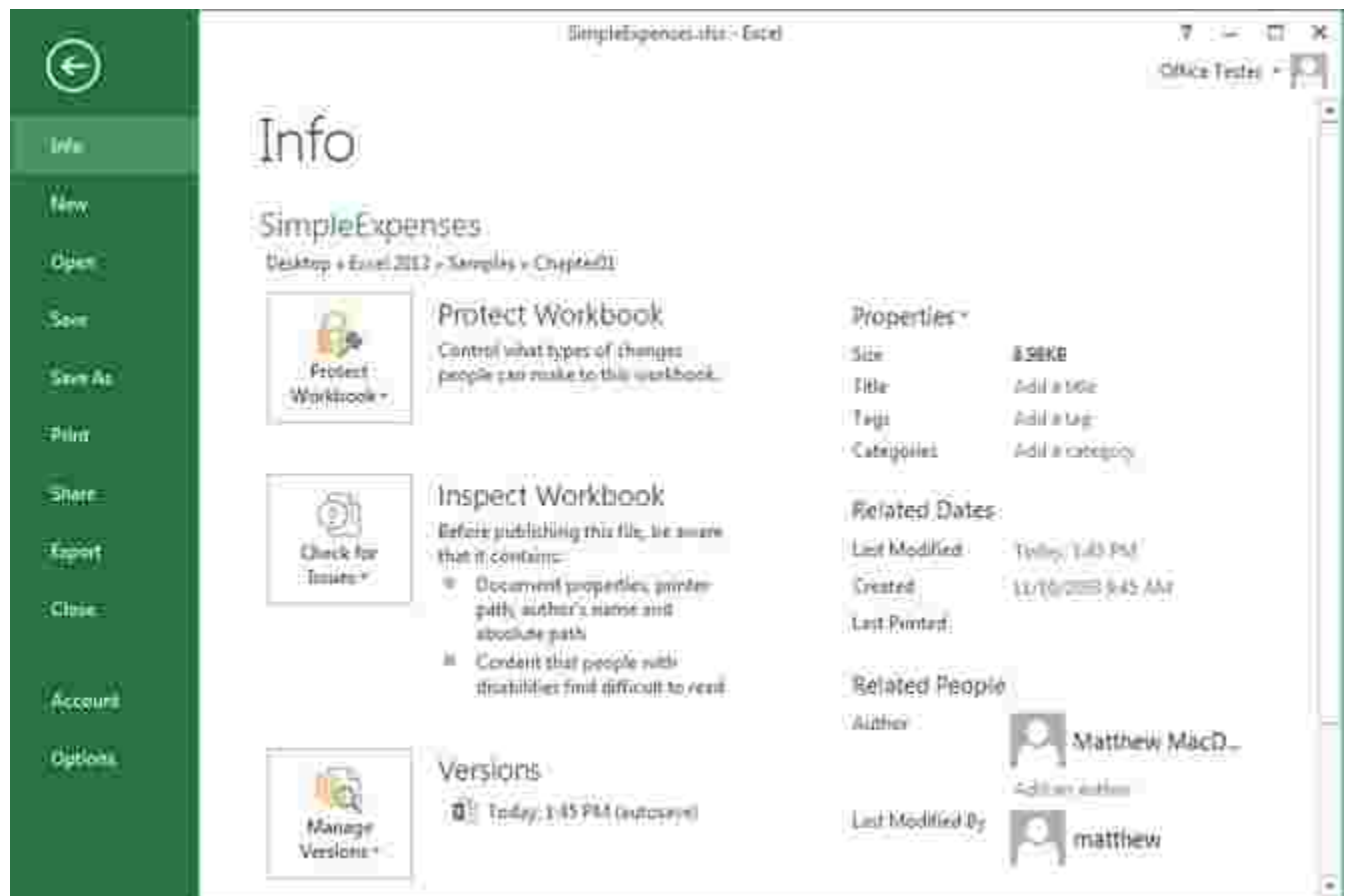 SimpleExpenses.xlsx - Excel
Office Tester
Info
New
Open
Save
Save As
Print
Share
Export
Close
Account
Options
Info
SimpleExpenses
Desktop » Excel 2013 » Samples » Chapter01
Protect
Workbook
Protect Workbook
Control what types of changes
people can make to this workbook.
Check for
Issues
Inspect Workbook
Before publishing this file, be aware
that it contains:
Document properties, printer
path, author's name and
absolute path
Content that people with
disabilities find difficult to read
Manage
Versions
Versions
Today, 1:45 PM (autosave)
Properties
Size 8.98KB
Title Add a title
Tags Add a tag
Categories Add a category
Related Dates
Last Modified Today, 1:43 PM
Created 9:45 AM
Last Printed
Related People
Author
Matthew MacD...
Add an author
Last Modified By
matthew